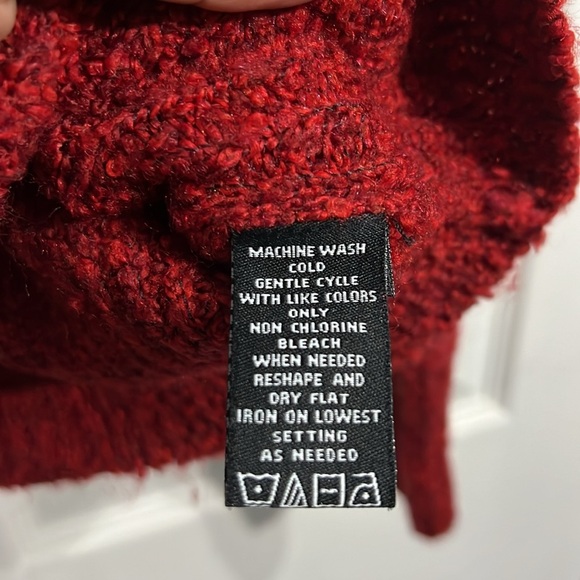 MACHINE WASH
COLD
GENTLE CYCLE
WITH LIKE COLORS
ONLY
NON CHLORINE
BLEACH
WHEN NEEDED
RESHAPE AND
DRY FLAT
IRON ON LOWEST
SETTING
AS NEEDED